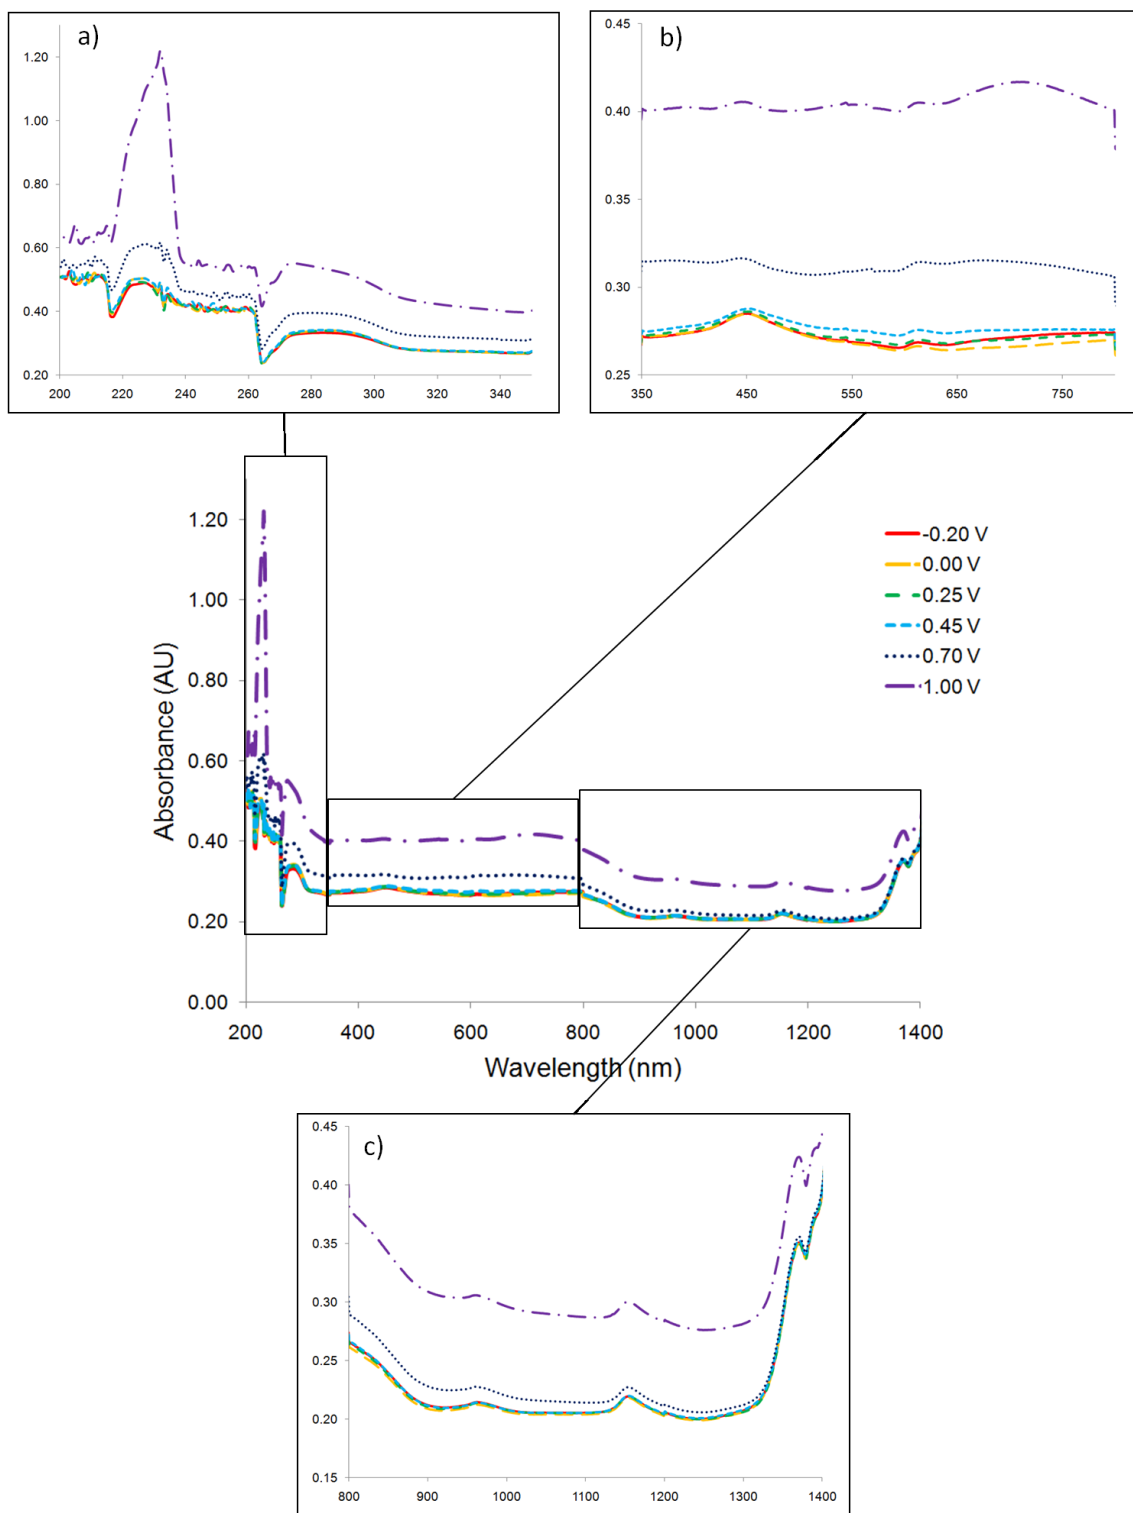 a)
1.20
1.00
0.80
0.60
0.40
0.20
200 220 240 260 280 300 320 340
b)
0.45
0.40
0.35
0.30
0.25
350 450 550 650 750
1.20
1.00
0.80
0.60
0.40
0.20
0.00
Absorbance (AU)
200 400 600 800 1000 1200 1400
Wavelength (nm)
-0.20 V
0.00 V
0.25 V
0.45 V
0.70 V
1.00 V
c)
0.45
0.40
0.35
0.30
0.25
0.20
0.15
800 900 1000 1100 1200 1300 1400